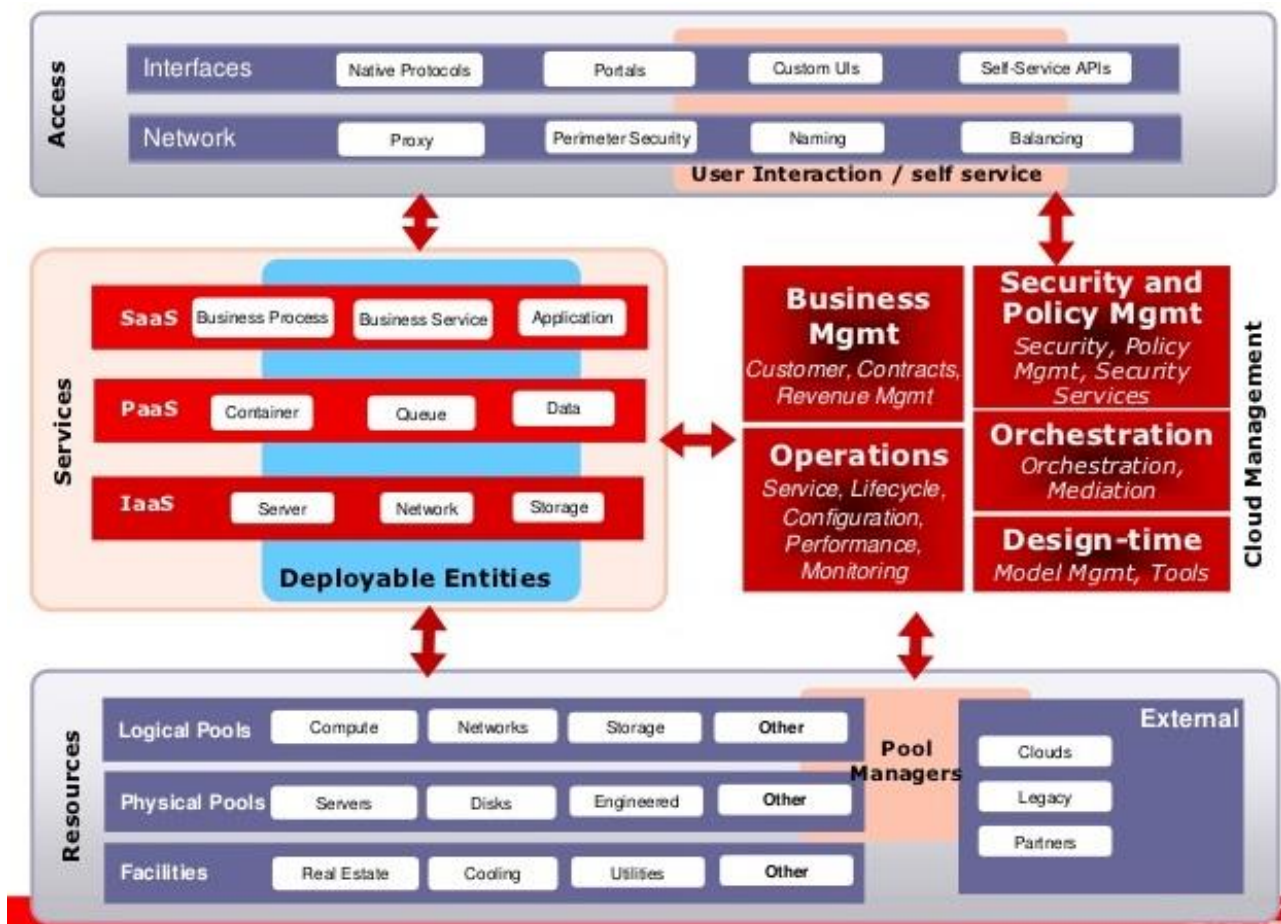 Access
Interfaces
Native Protocols
Portals
Custom UIs
Self-Service APIs
Network
Proxy
Perimeter Security
Naming
Balancing
User Interaction / self service
Services
SaaS
Business Process
Business Service
Application
PaaS
Container
Queue
Data
IaaS
Server
Network
Storage
Deployable Entities
Business
Mgmt
Customer, Contracts,
Revenue Mgmt
Operations
Service, Lifecycle,
Configuration,
Performance,
Monitoring
Security and
Policy Mgmt
Security, Policy
Mgmt, Security
Services
Orchestration
Orchestration,
Mediation
Design-time
Model Mgmt, Tools
Cloud Management
Resources
Logical Pools
Compute
Networks
Storage
Other
Physical Pools
Servers
Disks
Engineered
Other
Facilities
Real Estate
Cooling
Utilities
Other
Pool
Managers
External
Clouds
Legacy
Partners